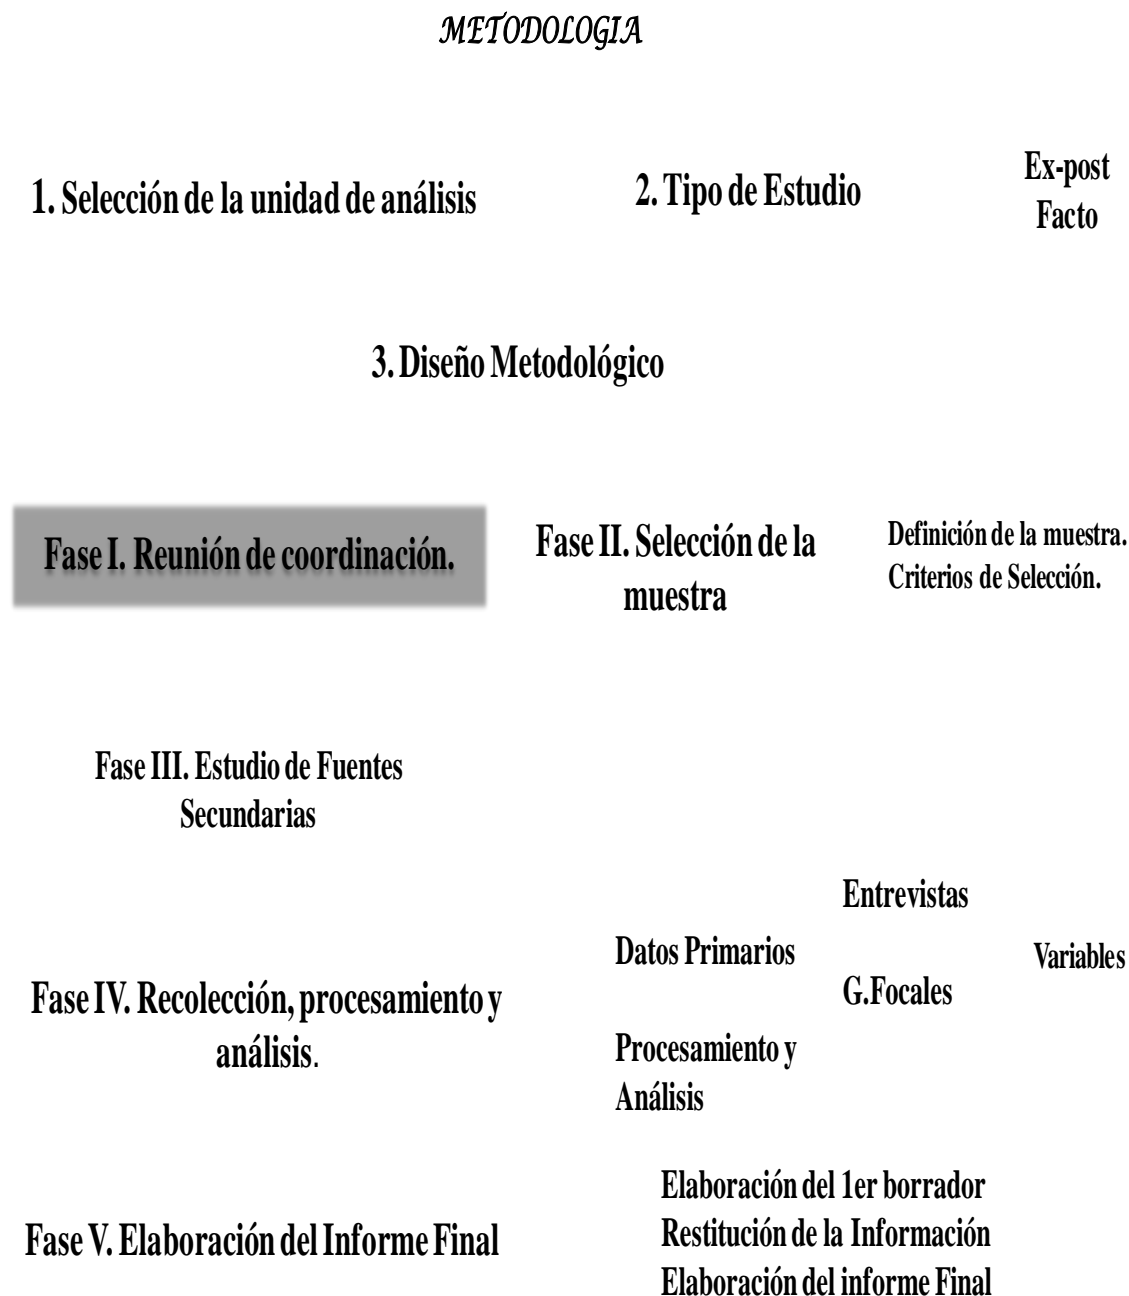 METODOLOGIA
1. Selección de la unidad de análisis
2. Tipo de Estudio
Ex-post
Facto
3. Diseño Metodológico
Fase I. Reunión de coordinación.
Fase II. Selección de la
muestra
Definición de la muestra.
Criterios de Selección.
Fase III. Estudio de Fuentes
Secundarias
Fase IV. Recolección, procesamiento y
análisis.
Datos Primarios
Entrevistas
G.Focales
Variables
Procesamiento y
Análisis
Fase V. Elaboración del Informe Final
Elaboración del 1er borrador
Restitución de la Información
Elaboración del informe Final